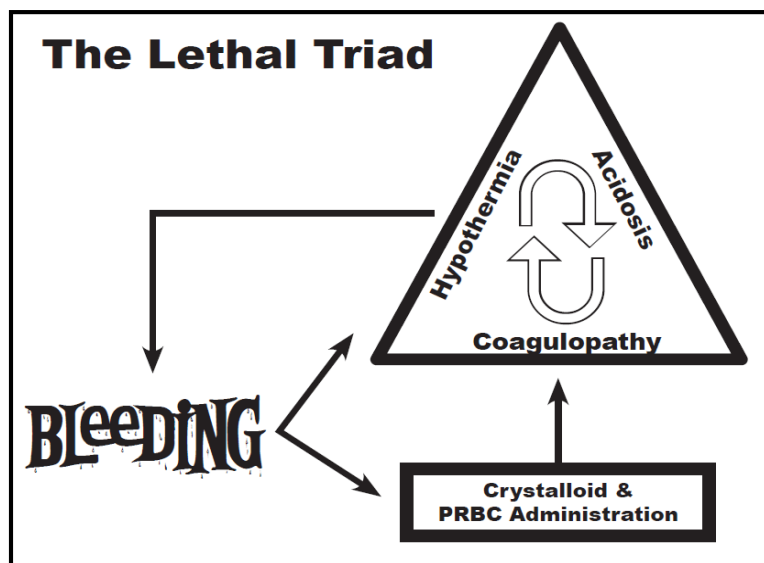 The Lethal Triad
Hypothermia
Acidosis
Coagulopathy
BLeeDiNG
Crystalloid &
PRBC Administration